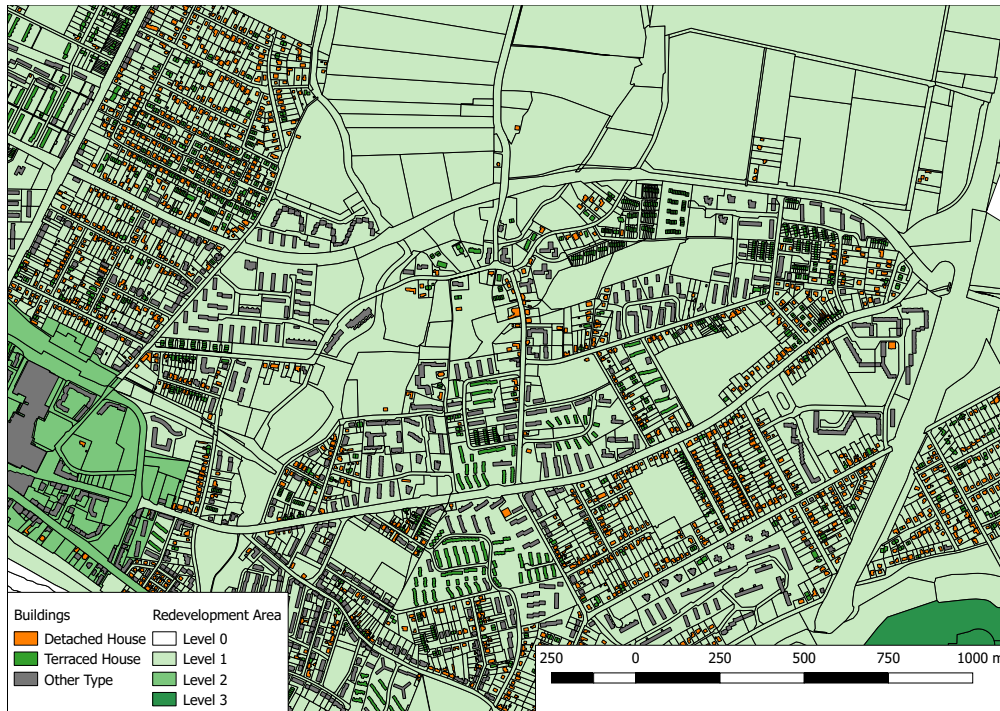 Buildings
Detached House
Terraced House
Other Type
Redevelopment Area
Level 0
Level 1
Level 2
Level 3
250 0 250 500 750 1000 m